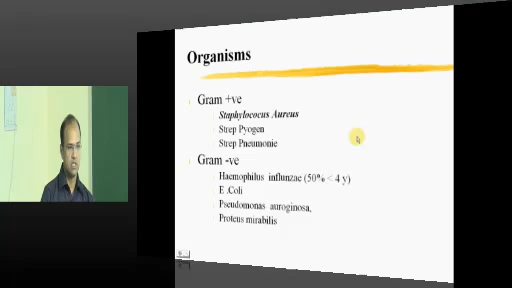 Organisms
Gram +ve
Staphylococus Aureus
Strep Pyogen
Strep Pneumonie
Gram -ve
Haemophilus influnzae (50% < 4 y)
E .Coli
Pseudomonas auroginosa,
Proteus mirabilis